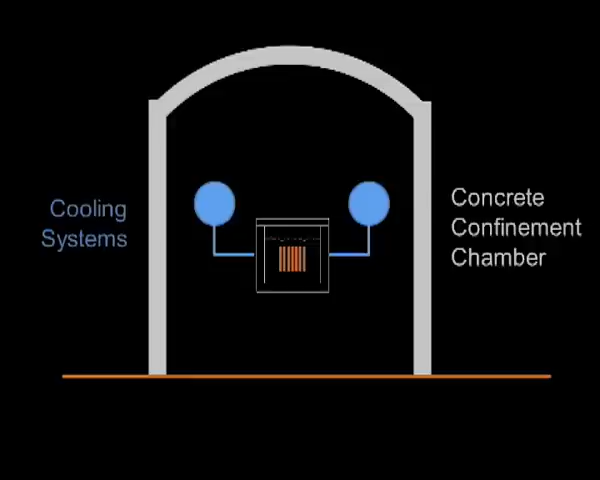 Cooling
Systems
Concrete
Confinement
Chamber